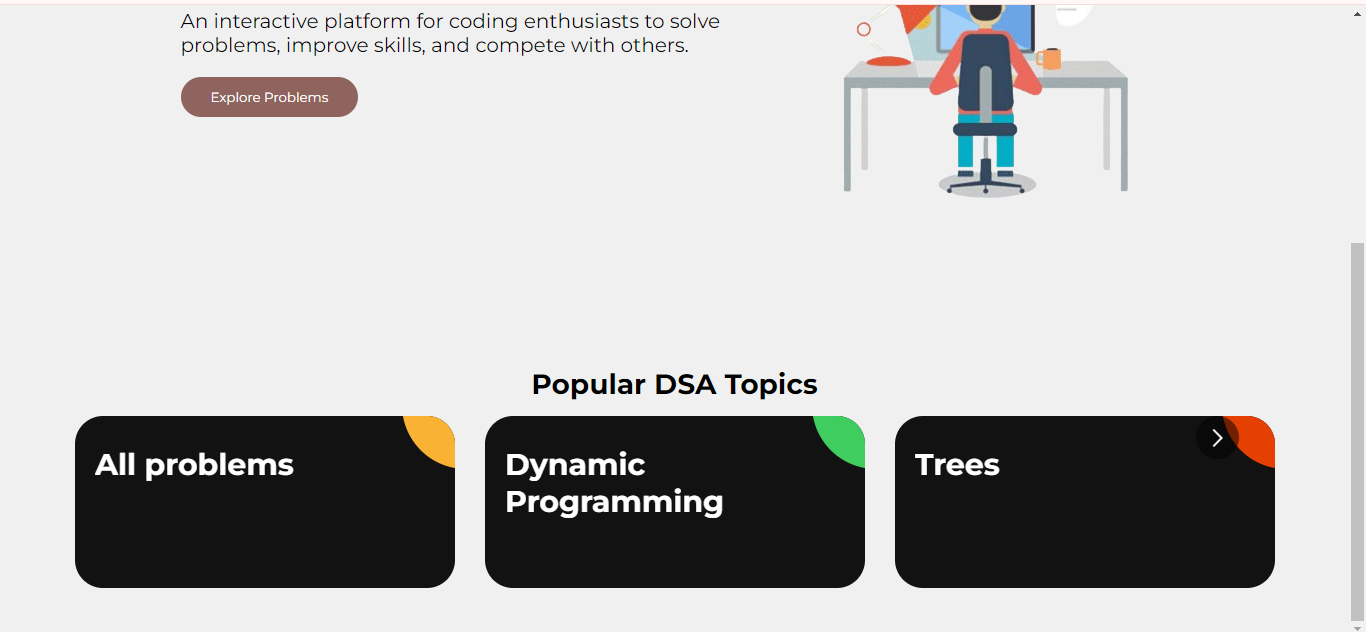 An interactive platform for coding enthusiasts to solve
problems, improve skills, and compete with others.
Explore Problems
Popular DSA Topics
All problems
Dynamic
Programming
Trees